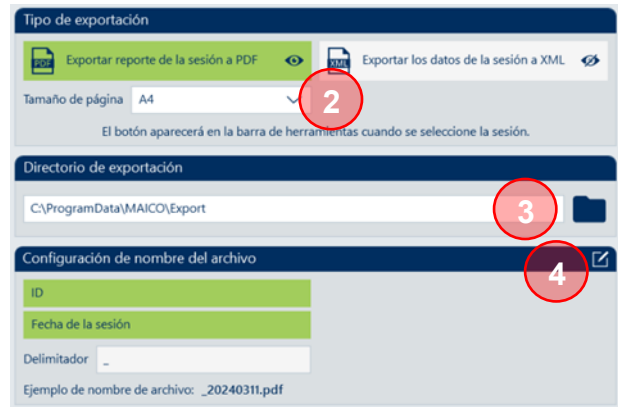 Tipo de exportación
PDF Exportar reporte de la sesión a PDF XML Exportar los datos de la sesión a XML
Tamaño de página A4 2
El botón aparecerá en la barra de herramientas cuando se seleccione la sesión.
Directorio de exportación
C:\ProgramData\MAICO\Export 3
Configuración de nombre del archivo 4
ID
Fecha de la sesión
Delimitador _
Ejemplo de nombre de archivo: _20240311.pdf